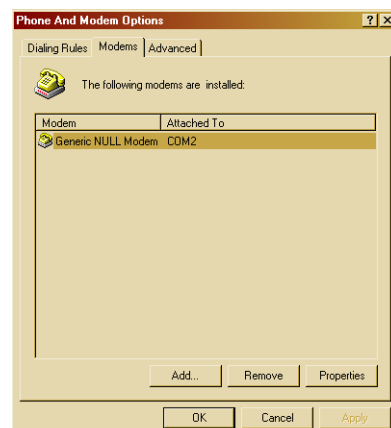 Phone And Modem Options
Dialing Rules Modems Advanced
The following modems are installed:
Modem Attached To
Generic NULL Modem COM2
Add... Remove Properties
OK Cancel Apply